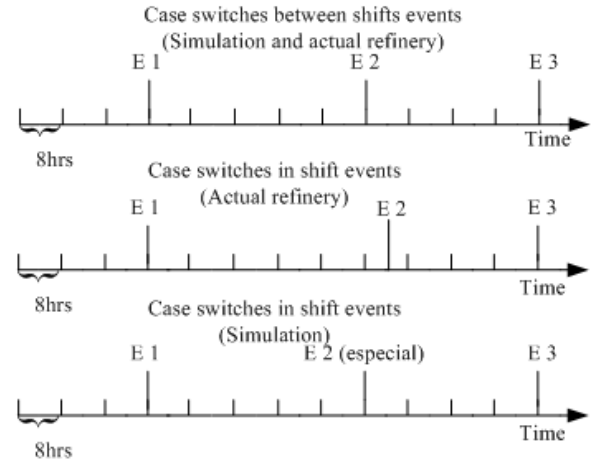 Case switches between shifts events
(Simulation and actual refinery)
E 1 E 2 E 3
Time
8hrs
Case switches in shift events
(Actual refinery)
E 1 E 2 E 3
Time
8hrs
Case switches in shift events
(Simulation)
E 1 E 2 (especial) E 3
Time
8hrs